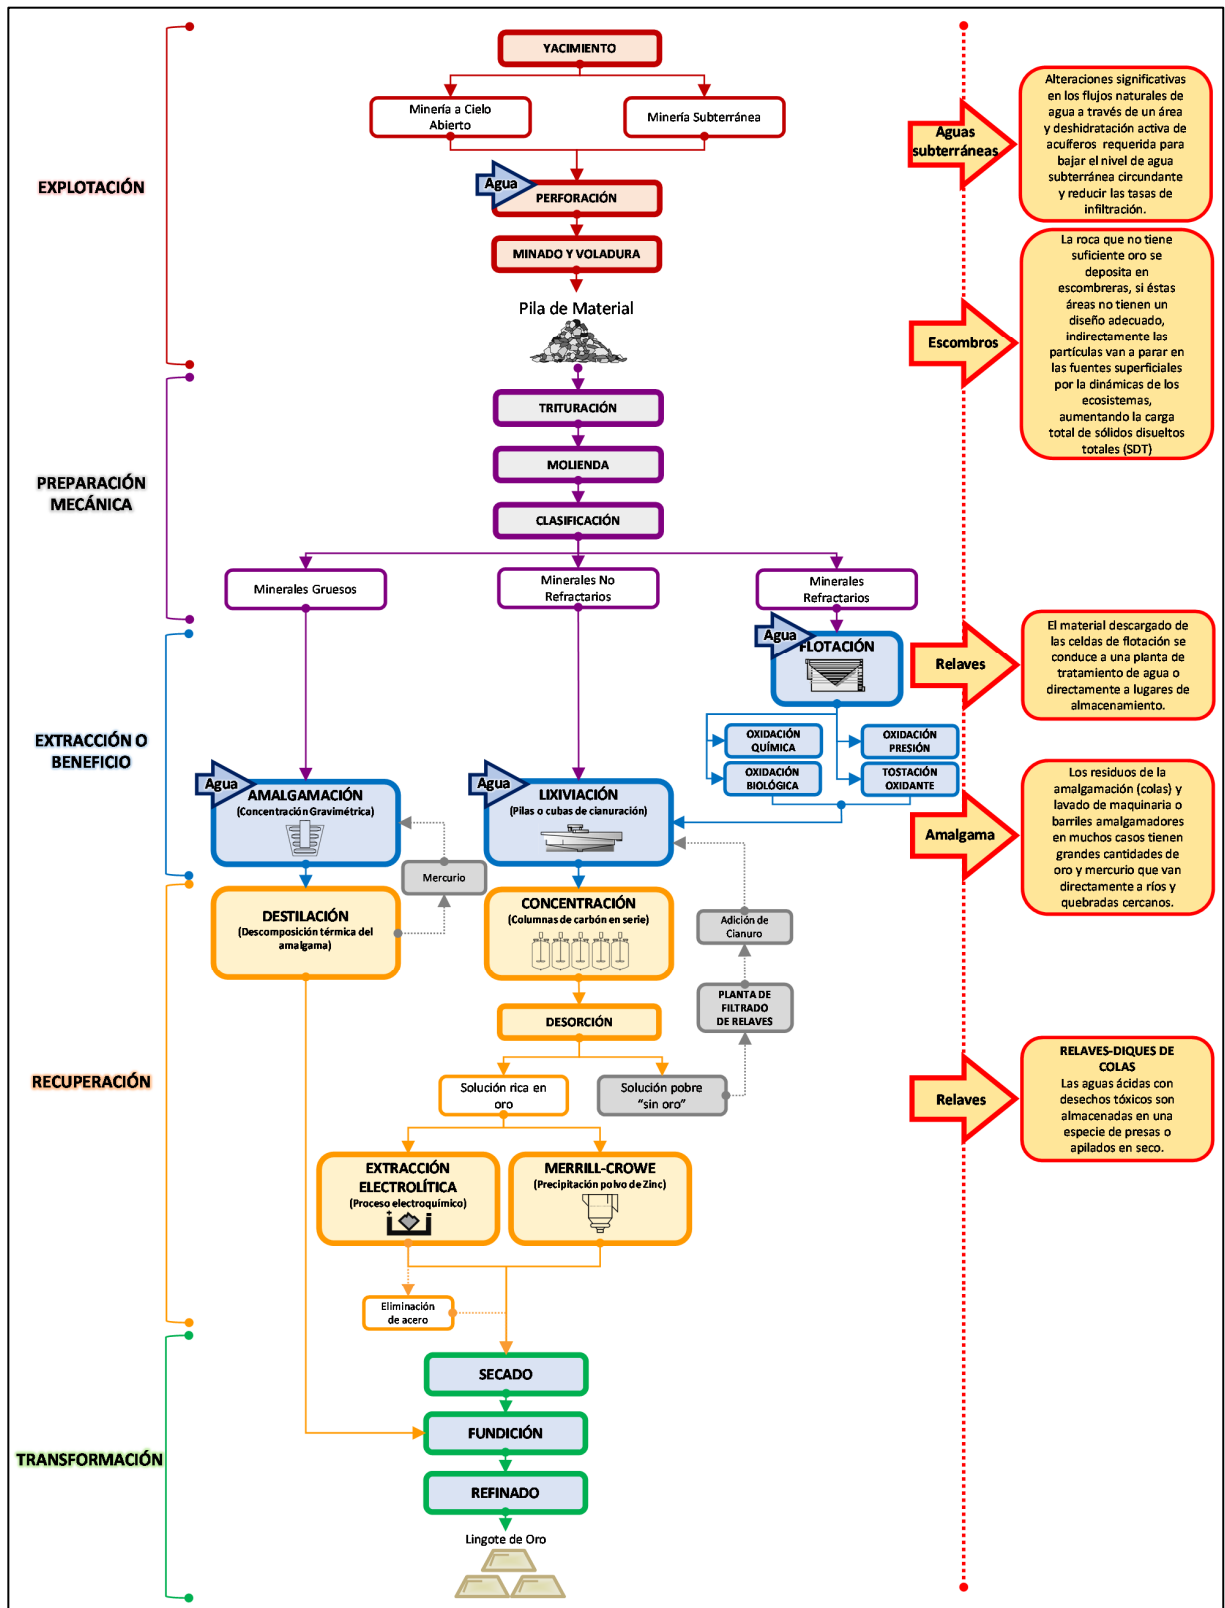 YACIMIENTO
Minería a Cielo
Abierto
Minería Subterránea
EXPLOTACIÓN
Agua
PERFORACIÓN
MINADO Y VOLADURA
Pila de Material
Aguas
subterráneas
Alteraciones significativas
en los flujos naturales de
agua a través de un área
y deshidratación activa de
acuíferos requerida para
bajar el nivel de agua
subterránea circundante
y reducir las tasas de
infiltración.
Escombros
La roca que no tiene
suficiente oro se
deposita en
escombreras, si éstas
áreas no tienen un
diseño adecuado,
indirectamente las
partículas van a parar en
las fuentes superficiales
por la dinámicas de los
ecosistemas,
aumentando la carga
total de sólidos disueltos
totales (SDT)
PREPARACIÓN
MECÁNICA
TRITURACIÓN
MOLIENDA
CLASIFICACIÓN
Minerales Gruesos
Minerales No
Refractarios
Minerales
Refractarios
EXTRACCIÓN O
BENEFICIO
Agua
FLOTACIÓN
Relaves
El material descargado de
las celdas de flotación se
conduce a una planta de
tratamiento de agua o
directamente a lugares de
almacenamiento.
OXIDACIÓN
QUÍMICA
OXIDACIÓN
PRESIÓN
OXIDACIÓN
BIOLÓGICA
TOSTACIÓN
OXIDANTE
Agua
AMALGAMACIÓN
(Concentración Gravimétrica)
Agua
LIXIVIACIÓN
(Pilas o cubas de cianuración)
Amalgama
Los residuos de la
amalgamación (colas) y
lavado de maquinaria o
barriles amalgamadores
en muchos casos tienen
grandes cantidades de
oro y mercurio que van
directamente a ríos y
quebradas cercanos.
Mercurio
RECUPERACIÓN
DESTILACIÓN
(Descomposición térmica del
amalgama)
CONCENTRACIÓN
(Columnas de carbón en serie)
Adición de
Cianuro
PLANTA DE
FILTRADO
DE RELAVES
DESORCIÓN
Solución rica en
oro
Solución pobre
“sin oro”
Relaves
RELAVES-DIQUES DE
COLAS
Las aguas ácidas con
desechos tóxicos son
almacenadas en una
especie de presas o
apilados en seco.
EXTRACCIÓN
ELECTROLÍTICA
(Proceso electroquímico)
MERRILL-CROWE
(Precipitación polvo de Zinc)
Eliminación
de acero
TRANSFORMACIÓN
SECADO
FUNDICIÓN
REFINADO
Lingote de Oro